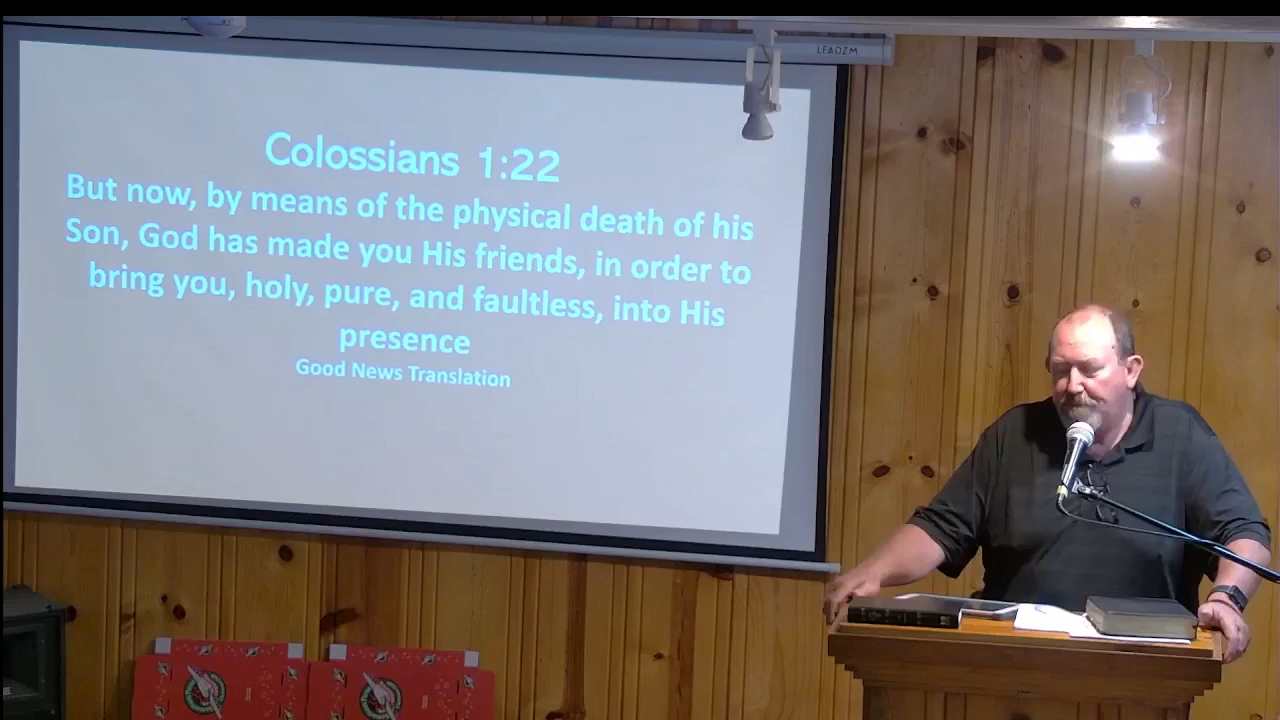 LEADZM
Colossians 1:22
But now, by means of the physical death of his
Son, God has made you His friends, in order to
bring you, holy, pure, and faultless, into His
presence
Good News Translation